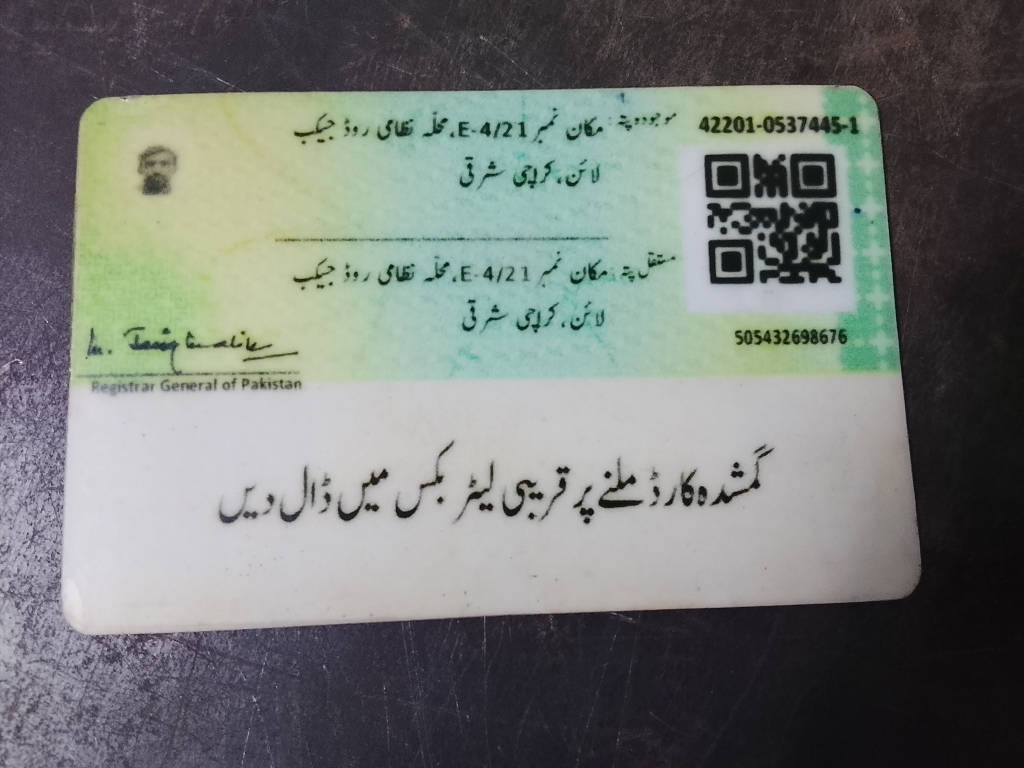 42201-0537445-1
موجودہ پتہ: مکان نمبر E-4/21، محلّہ نظامی روڈ جیکب
لائن، کراچی شرقی
مستقل پتہ: مکان نمبر E-4/21، محلّہ نظامی روڈ جیکب
لائن، کراچی شرقی
505432698676
Registrar General of Pakistan
گمشدہ کارڈ ملنے پر قریبی لیٹر بکس میں ڈال دیں